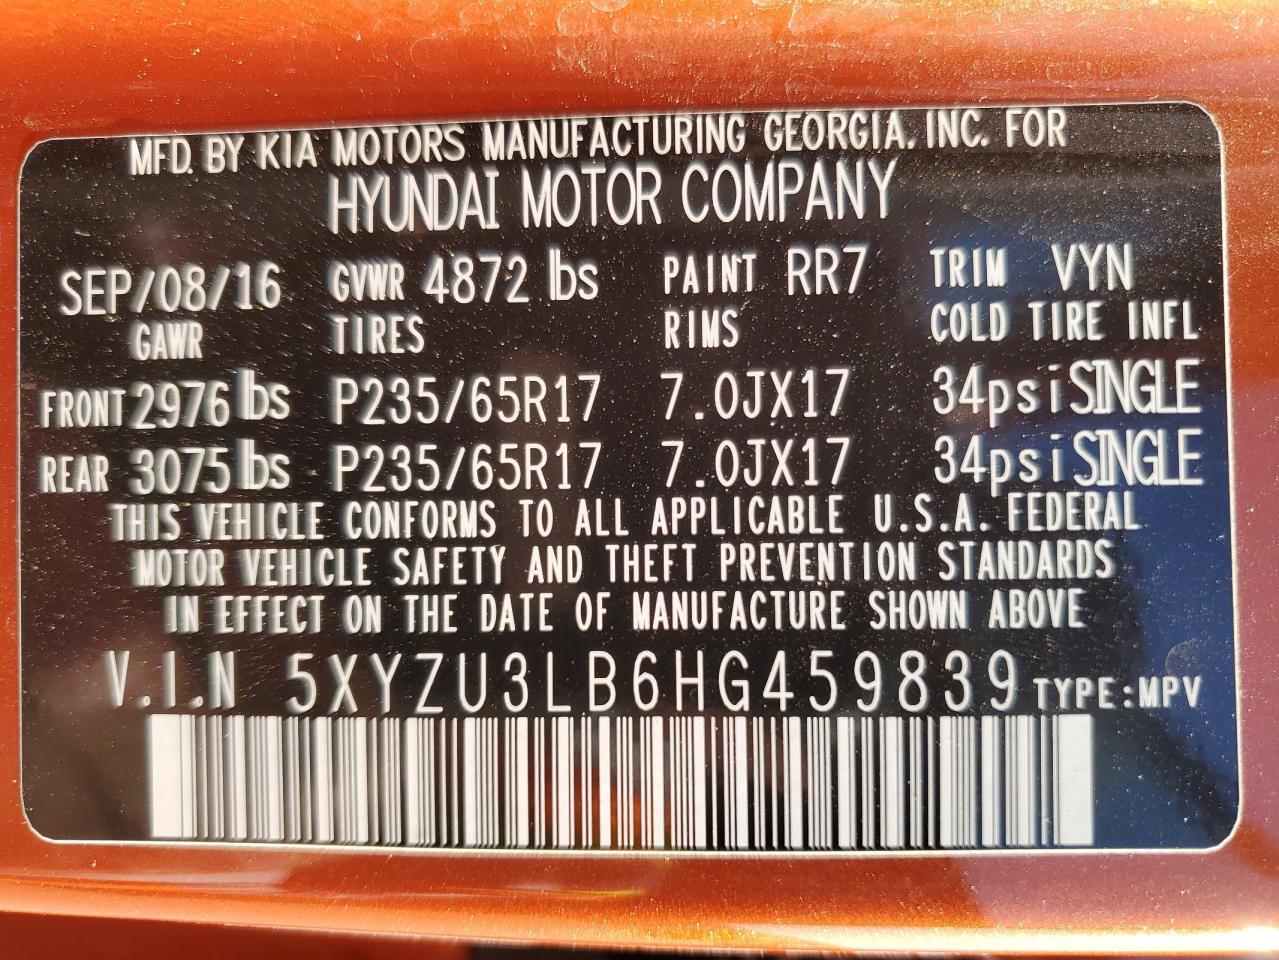 MFD. BY KIA MOTORS MANUFACTURING GEORGIA. INC. FOR
HYUNDAI MOTOR COMPANY
SEP/08/16 GVWR 4872 lbs PAINT RR7 TRIM VYN
GAWR TIRES RIMS COLD TIRE INFL
FRONT 2976 lbs P235/65R17 7.0JX17 34psi SINGLE
REAR 3075 lbs P235/65R17 7.0JX17 34psi SINGLE
THIS VEHICLE CONFORMS TO ALL APPLICABLE U.S.A. FEDERAL
MOTOR VEHICLE SAFETY AND THEFT PREVENTION STANDARDS
IN EFFECT ON THE DATE OF MANUFACTURE SHOWN ABOVE
V.I.N 5XYZU3LB6HG459839 TYPE:MPV